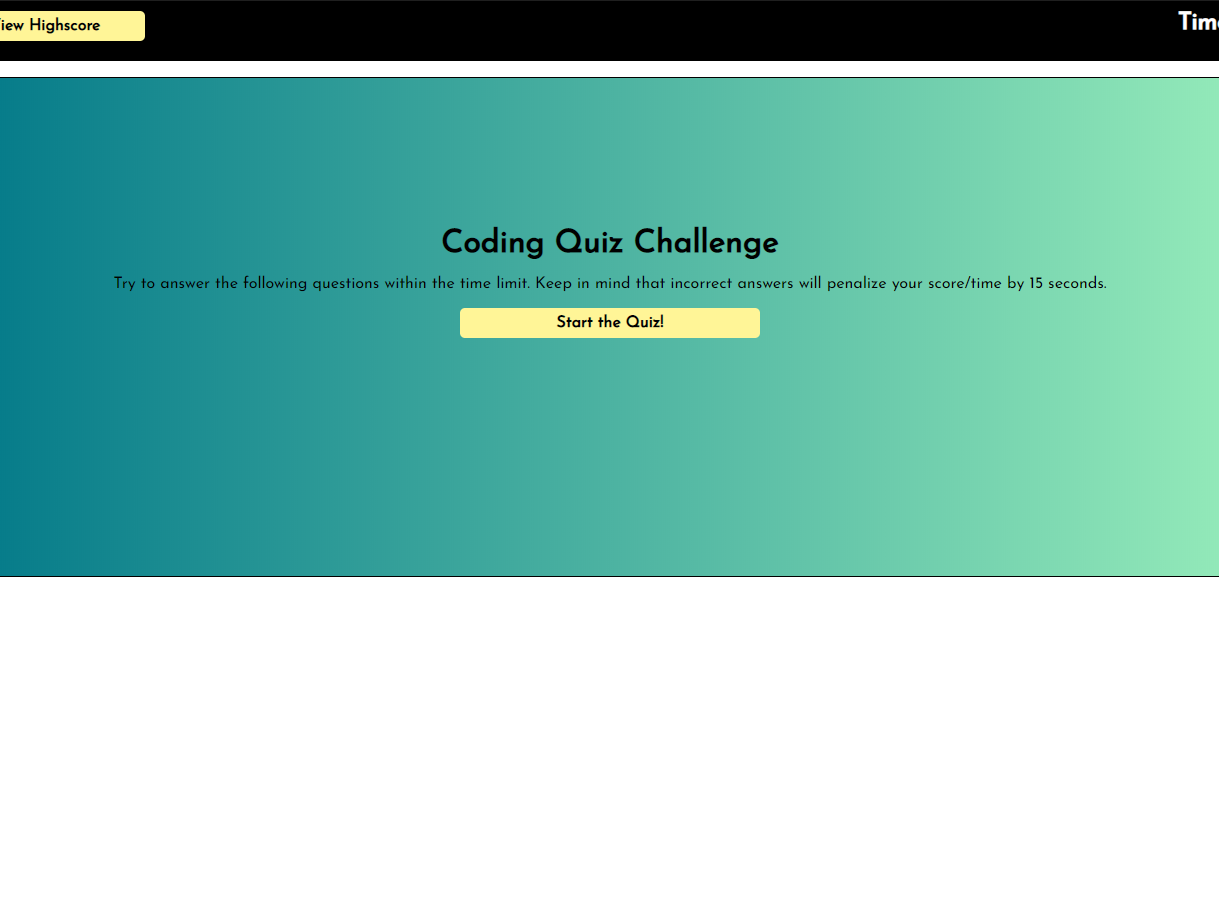 iew Highscore
Tim
Coding Quiz Challenge
Try to answer the following questions within the time limit. Keep in mind that incorrect answers will penalize your score/time by 15 seconds.
Start the Quiz!